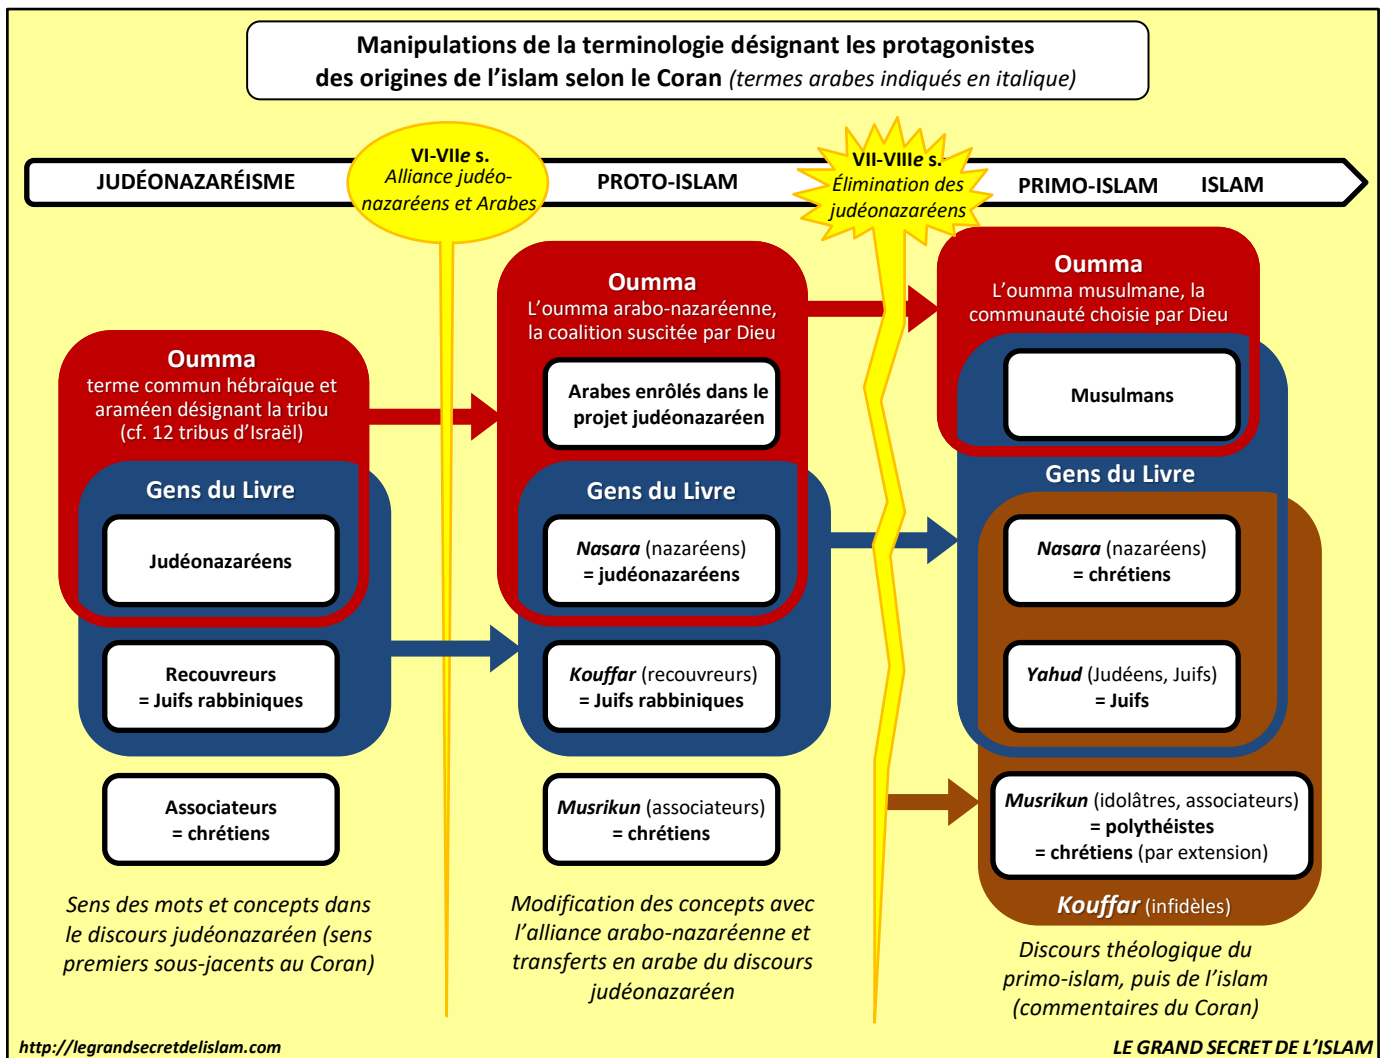 Manipulations de la terminologie désignant les protagonistes
des origines de l'islam selon le Coran (termes arabes indiqués en italique)
JUDÉONAZARÉISME
VI-VIIe s.
Alliance judéo-
nazaréens et Arabes
PROTO-ISLAM
VII-VIIIe s.
Élimination des
judéonazaréens
PRIMO-ISLAM
ISLAM
Oumma
terme commun hébraïque et
araméen désignant la tribu
(cf. 12 tribus d'Israël)
Gens du Livre
Judéonazaréens
Recouvreurs
= Juifs rabbiniques
Associateurs
= chrétiens
Sens des mots et concepts dans
le discours judéonazaréen (sens
premiers sous-jacents au Coran)
Oumma
L'oumma arabo-nazaréenne,
la coalition suscitée par Dieu
Arabes enrôlés dans le
projet judéonazaréen
Gens du Livre
Nasara (nazaréens)
= judéonazaréens
Kouffar (recouvreurs)
= Juifs rabbiniques
Musrikun (associateurs)
= chrétiens
Modification des concepts avec
l'alliance arabo-nazaréenne et
transferts en arabe du discours
judéonazaréen
Oumma
L'oumma musulmane, la
communauté choisie par Dieu
Musulmans
Gens du Livre
Nasara (nazaréens)
= chrétiens
Yahud (Judéens, Juifs)
= Juifs
Musrikun (idolâtres, associateurs)
= polythéistes
= chrétiens (par extension)
Kouffar (infidèles)
Discours théologique du
primo-islam, puis de l'islam
(commentaires du Coran)
http://legrandsecretdelislam.com
LE GRAND SECRET DE L'ISLAM